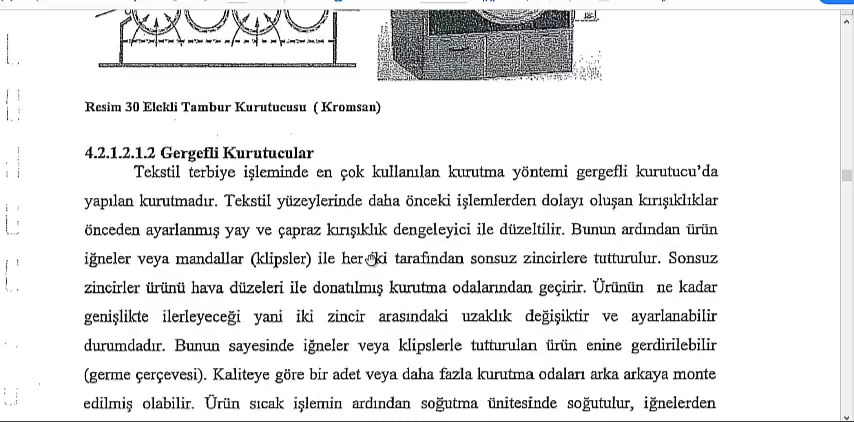 Resim 30 Elekli Tambur Kurutucusu ( Kromsan)
4.2.1.2.1.2 Gergefli Kurutucular
Tekstil terbiye işleminde en çok kullanılan kurutma yöntemi gergefli kurutucu’da
yapılan kurutmadır. Tekstil yüzeylerinde daha önceki işlemlerden dolayı oluşan kırışıklıklar
önceden ayarlanmış yay ve çapraz kırışıklık dengeleyici ile düzeltilir. Bunun ardından ürün
iğneler veya mandallar (klipsler) ile her iki tarafından sonsuz zincirlere tutturulur. Sonsuz
zincirler ürünü hava düzeleri ile donatılmış kurutma odalarından geçirir. Ürünün ne kadar
genişlikte ilerleyeceği yani iki zincir arasındaki uzaklık değişiktir ve ayarlanabilir
durumdadır. Bunun sayesinde iğneler veya klipslerle tutturulan ürün enine gerdirilebilir
(germe çerçevesi). Kaliteye göre bir adet veya daha fazla kurutma odaları arka arkaya monte
edilmiş olabilir. Ürün sıcak işlemin ardından soğutma ünitesinde soğutulur, iğnelerden